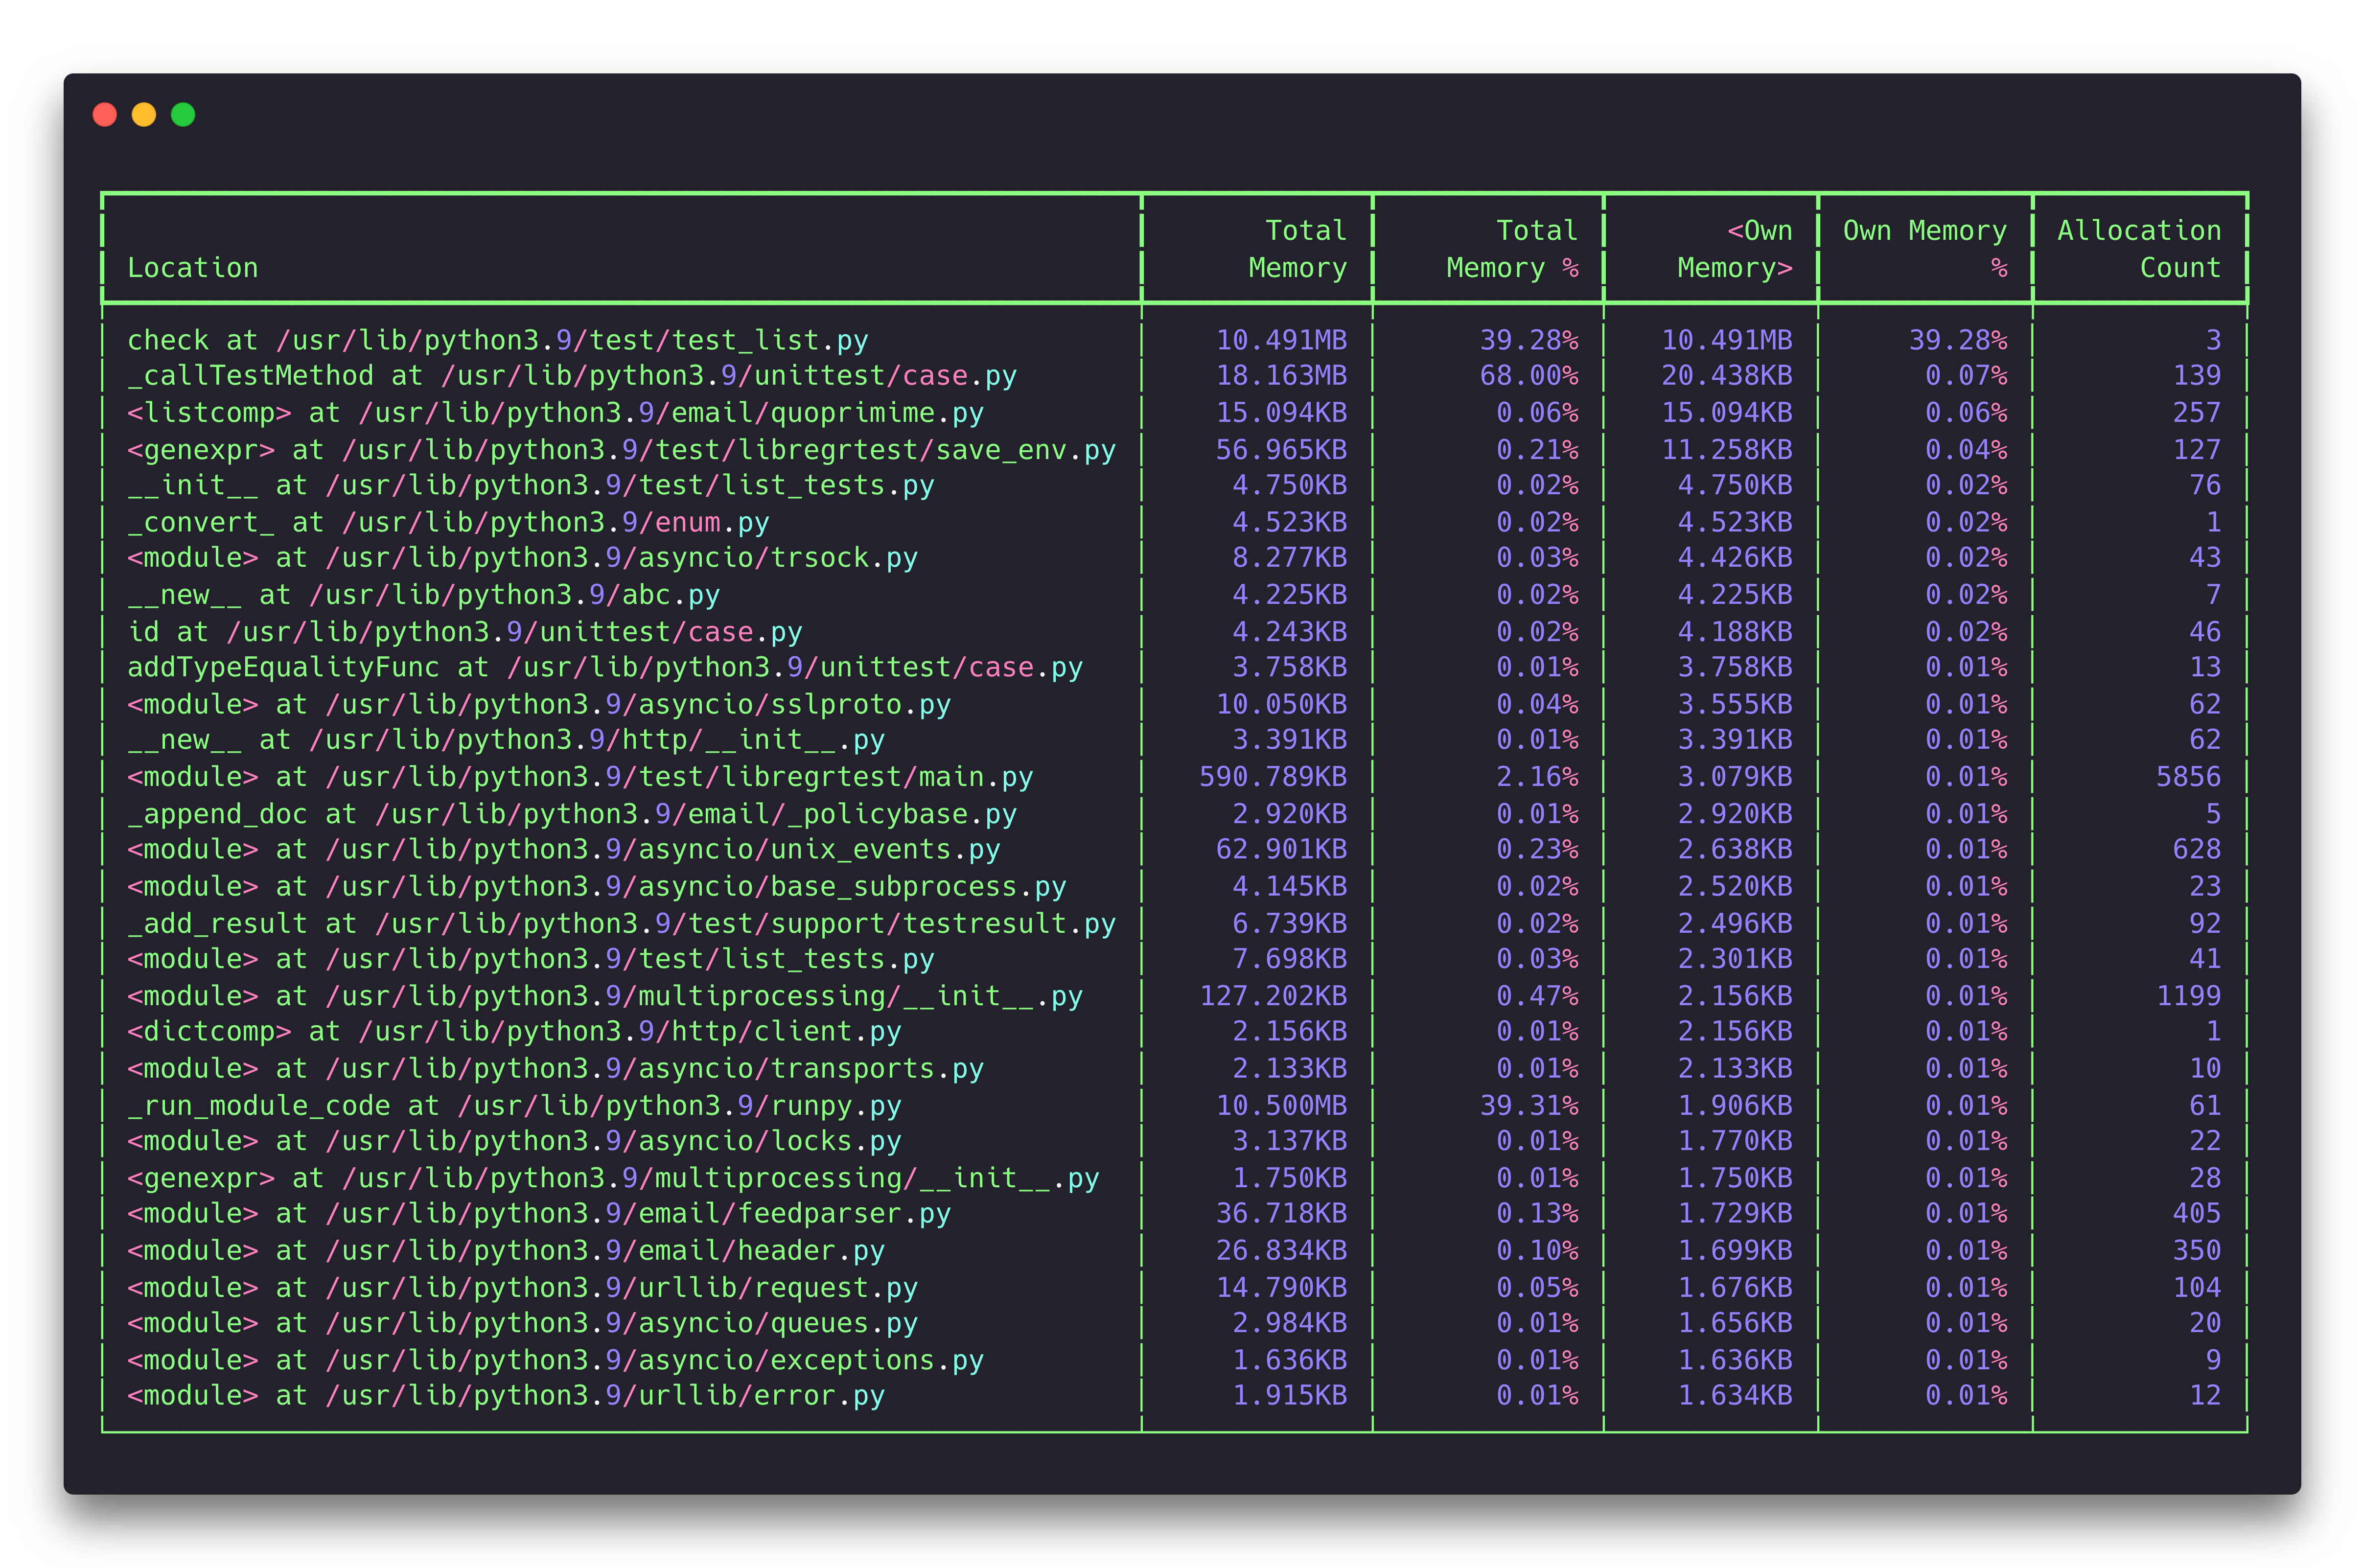 Total Total <Own Own Memory Allocation
Location Memory Memory % Memory> % Count
check at /usr/lib/python3.9/test/test_list.py 10.491MB 39.28% 10.491MB 39.28% 3
_callTestMethod at /usr/lib/python3.9/unittest/case.py 18.163MB 68.00% 20.438KB 0.07% 139
<listcomp> at /usr/lib/python3.9/email/quoprimime.py 15.094KB 0.06% 15.094KB 0.06% 257
<genexpr> at /usr/lib/python3.9/test/libregrtest/save_env.py 56.965KB 0.21% 11.258KB 0.04% 127
__init__ at /usr/lib/python3.9/test/list_tests.py 4.750KB 0.02% 4.750KB 0.02% 76
_convert_ at /usr/lib/python3.9/enum.py 4.523KB 0.02% 4.523KB 0.02% 1
<module> at /usr/lib/python3.9/asyncio/trsock.py 8.277KB 0.03% 4.426KB 0.02% 43
__new__ at /usr/lib/python3.9/abc.py 4.225KB 0.02% 4.225KB 0.02% 7
id at /usr/lib/python3.9/unittest/case.py 4.243KB 0.02% 4.188KB 0.02% 46
addTypeEqualityFunc at /usr/lib/python3.9/unittest/case.py 3.758KB 0.01% 3.758KB 0.01% 13
<module> at /usr/lib/python3.9/asyncio/sslproto.py 10.050KB 0.04% 3.555KB 0.01% 62
__new__ at /usr/lib/python3.9/http/__init__.py 3.391KB 0.01% 3.391KB 0.01% 62
<module> at /usr/lib/python3.9/test/libregrtest/main.py 590.789KB 2.16% 3.079KB 0.01% 5856
_append_doc at /usr/lib/python3.9/email/_policybase.py 2.920KB 0.01% 2.920KB 0.01% 5
<module> at /usr/lib/python3.9/asyncio/unix_events.py 62.901KB 0.23% 2.638KB 0.01% 628
<module> at /usr/lib/python3.9/asyncio/base_subprocess.py 4.145KB 0.02% 2.520KB 0.01% 23
_add_result at /usr/lib/python3.9/test/support/testresult.py 6.739KB 0.02% 2.496KB 0.01% 92
<module> at /usr/lib/python3.9/test/list_tests.py 7.698KB 0.03% 2.301KB 0.01% 41
<module> at /usr/lib/python3.9/multiprocessing/__init__.py 127.202KB 0.47% 2.156KB 0.01% 1199
<dictcomp> at /usr/lib/python3.9/http/client.py 2.156KB 0.01% 2.156KB 0.01% 1
<module> at /usr/lib/python3.9/asyncio/transports.py 2.133KB 0.01% 2.133KB 0.01% 10
_run_module_code at /usr/lib/python3.9/runpy.py 10.500MB 39.31% 1.906KB 0.01% 61
<module> at /usr/lib/python3.9/asyncio/locks.py 3.137KB 0.01% 1.770KB 0.01% 22
<genexpr> at /usr/lib/python3.9/multiprocessing/__init__.py 1.750KB 0.01% 1.750KB 0.01% 28
<module> at /usr/lib/python3.9/email/feedparser.py 36.718KB 0.13% 1.729KB 0.01% 405
<module> at /usr/lib/python3.9/email/header.py 26.834KB 0.10% 1.699KB 0.01% 350
<module> at /usr/lib/python3.9/urllib/request.py 14.790KB 0.05% 1.676KB 0.01% 104
<module> at /usr/lib/python3.9/asyncio/queues.py 2.984KB 0.01% 1.656KB 0.01% 20
<module> at /usr/lib/python3.9/asyncio/exceptions.py 1.636KB 0.01% 1.636KB 0.01% 9
<module> at /usr/lib/python3.9/urllib/error.py 1.915KB 0.01% 1.634KB 0.01% 12